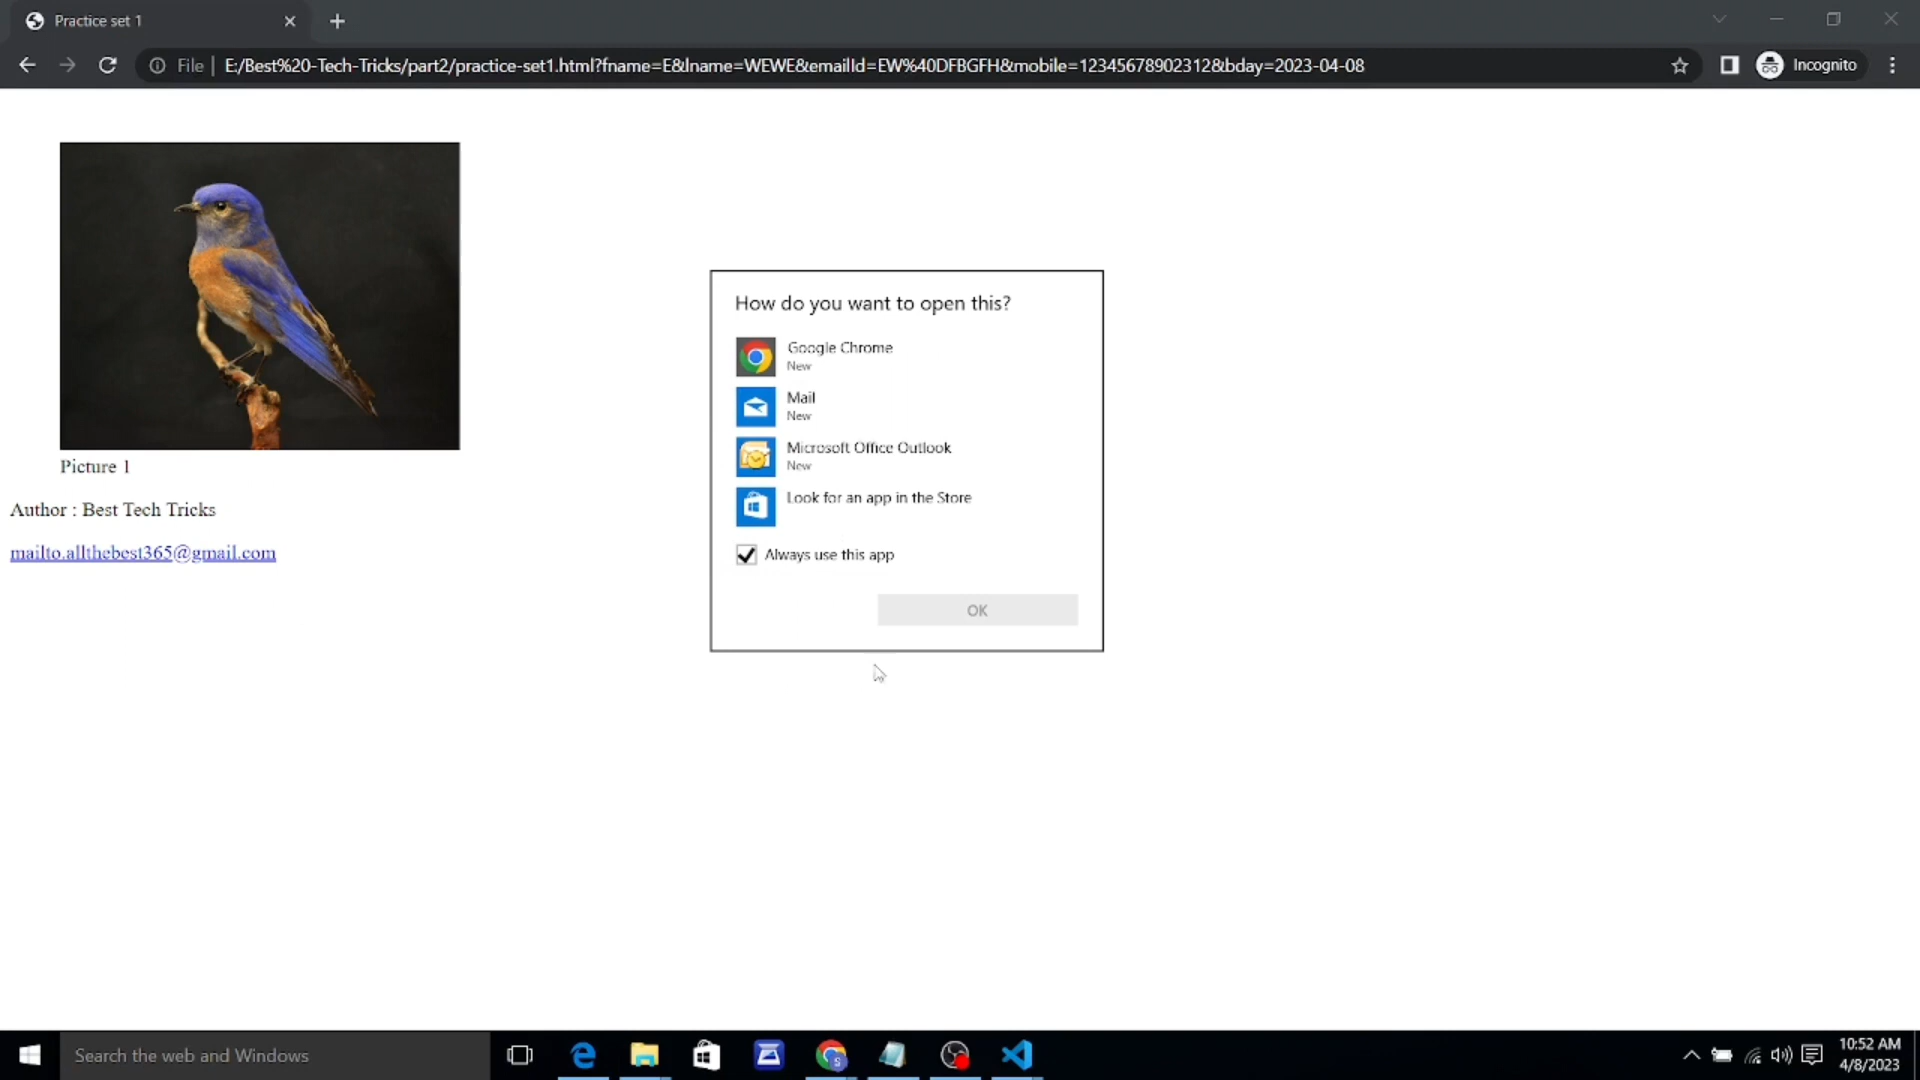 Practice set 1
File
E:/Best%20-Tech-Tricks/part2/practice-set1.html?fname=E&lname=WEWE&emailId=EW%40DFBGFH&mobile=12345678902312&bday=2023-04-08
Incognito
Picture 1
Author : Best Tech Tricks
mailto.allthebest365@gmail.com
How do you want to open this?
Google Chrome
New
Mail
New
Microsoft Office Outlook
New
Look for an app in the Store
Always use this app
OK
Search the web and Windows
S
10:52 AM
4/8/2023